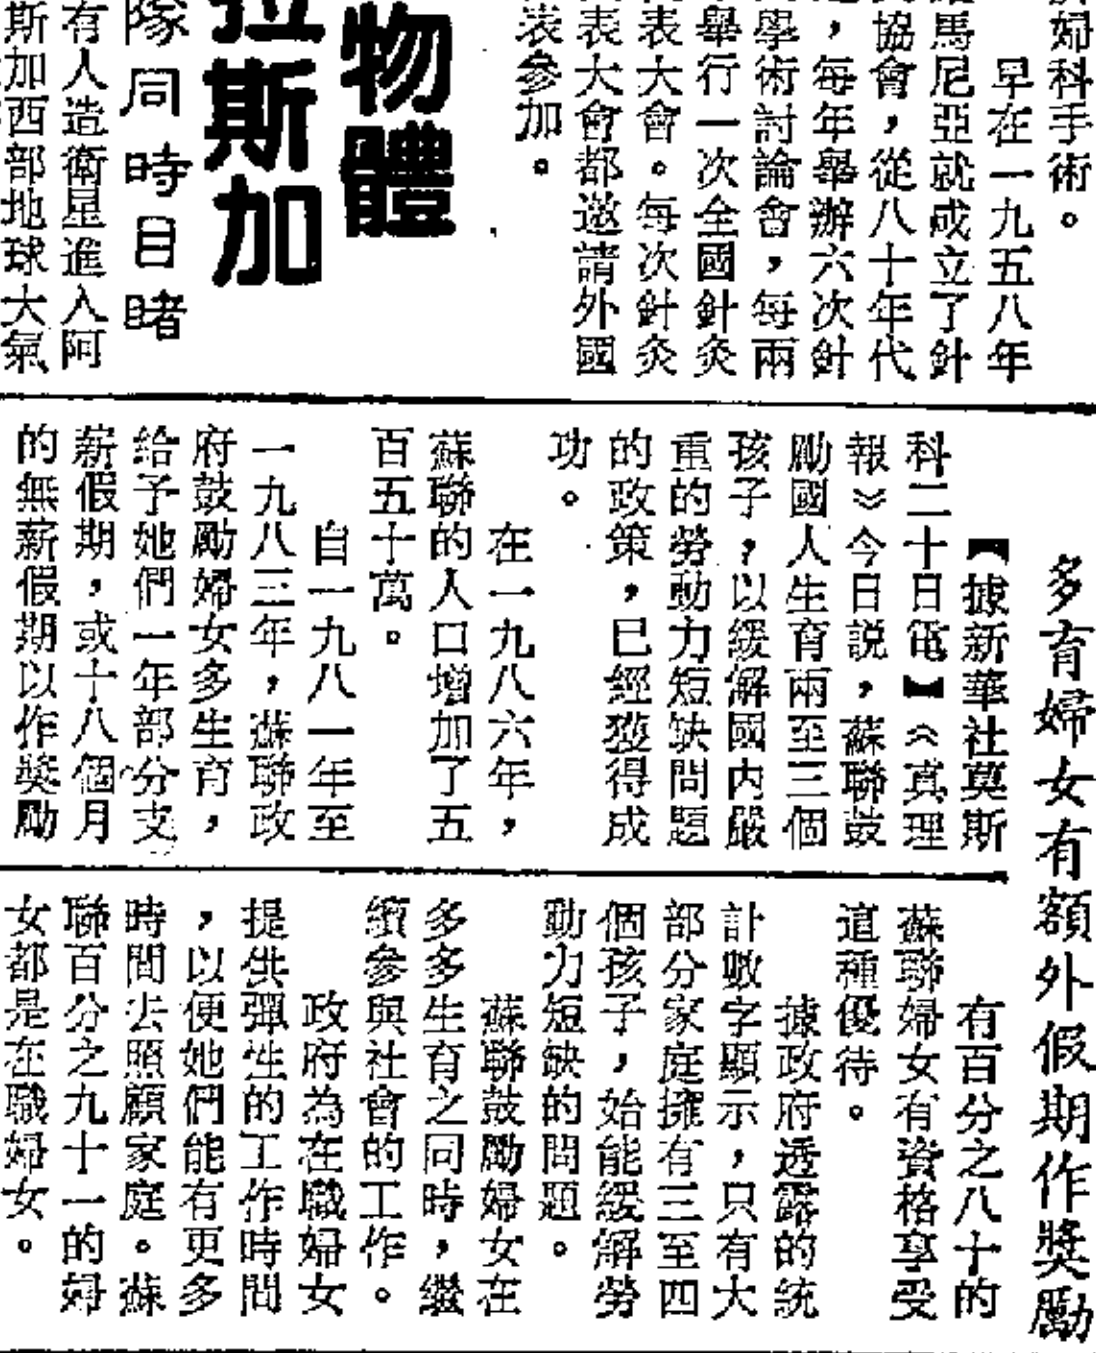 婦科手術。
早在一九五八年
馬尼亞就成立了針
協會，從八十年代
，每年舉辦六次針
學術討論會，每兩
舉行一次全國針灸
表大會。每次針灸
表大會都邀請外國
表參加。
物體
拉斯加
隊同時目睹
有人造衛星進入阿
斯加西部地球大氣
多育婦女有額外假期作獎勵
【據新華社莫斯
科二十日電】《真理
報》今日說，蘇聯鼓
勵國人生育兩至三個
孩子，以緩解國內嚴
重的勞動力短缺問題
的政策，已經獲得成
功。
在一九八六年，
蘇聯的人口增加了五
百五十萬。
自一九八一年至
一九八三年，蘇聯政
府鼓勵婦女多生育，
給予她們一年部分支
薪假期，或十八個月
的無薪假期以作獎勵
有百分之八十的
蘇聯婦女有資格享受
這種優待。
據政府透露的統
計數字顯示，只有大
部分家庭擁有三至四
個孩子，始能緩解勞
動力短缺的問題。
蘇聯鼓勵婦女在
多多生育之同時，繼
續參與社會的工作。
政府為在職婦女
提供彈性的工作時間
，以便她們能有更多
時間去照顧家庭。蘇
聯百分之九十一的婦
女都是在職婦女。